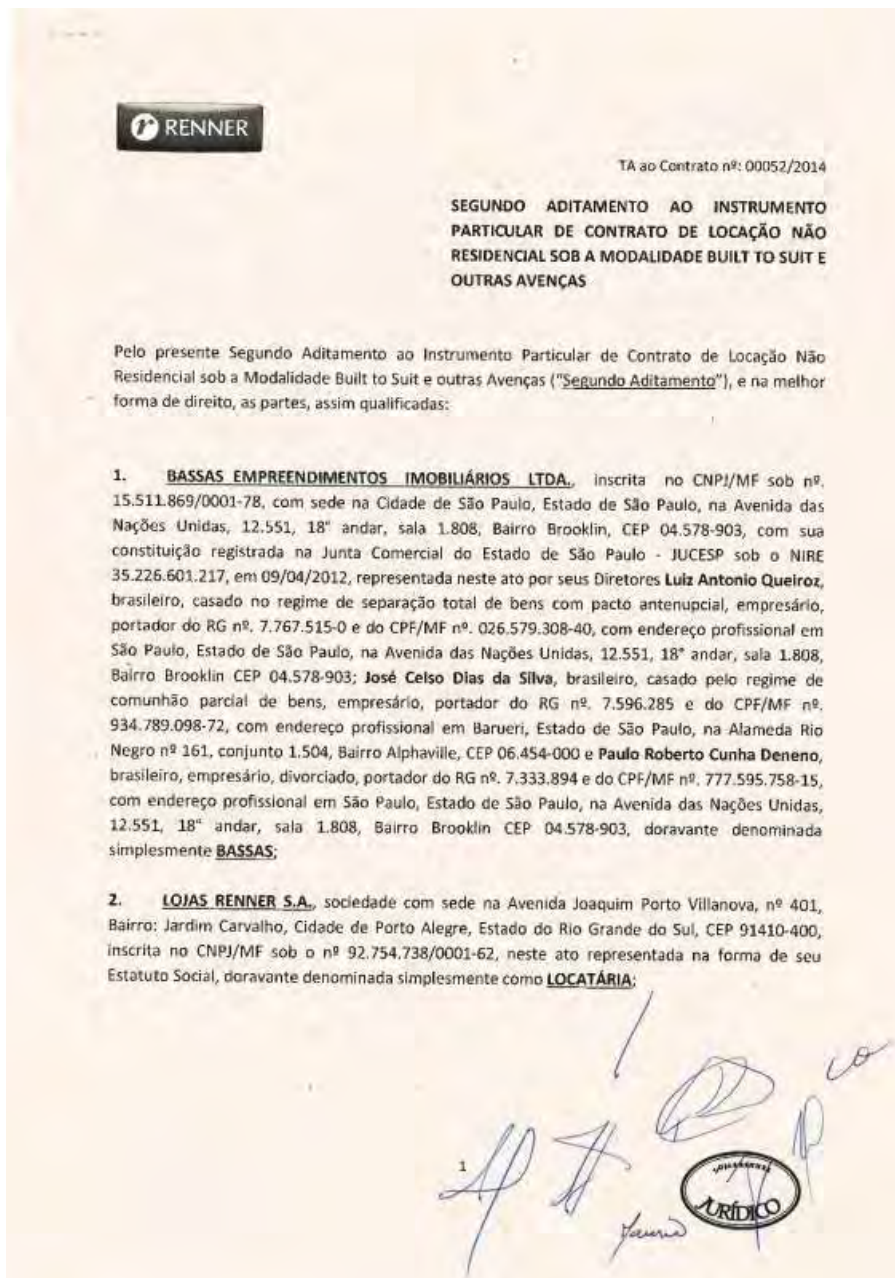 RENNER
TA ao Contrato nº: 00052/2014
SEGUNDO ADITAMENTO AO INSTRUMENTO
PARTICULAR DE CONTRATO DE LOCAÇÃO NÃO
RESIDENCIAL SOB A MODALIDADE BUILT TO SUIT E
OUTRAS AVENÇAS
Pelo presente Segundo Aditamento ao Instrumento Particular de Contrato de Locação Não
Residencial sob a Modalidade Built to Suit e outras Avenças ("Segundo Aditamento"), e na melhor
forma de direito, as partes, assim qualificadas:
1. BASSAS EMPREENDIMENTOS IMOBILIÁRIOS LTDA., inscrita no CNPJ/MF sob nº.
15.511.869/0001-78, com sede na Cidade de São Paulo, Estado de São Paulo, na Avenida das
Nações Unidas, 12.551, 18° andar, sala 1.808, Bairro Brooklin, CEP 04.578-903, com sua
constituição registrada na Junta Comercial do Estado de São Paulo - JUCESP sob o NIRE
35.226.601.217, em 09/04/2012, representada neste ato por seus Diretores Luiz Antonio Queiroz,
brasileiro, casado no regime de separação total de bens com pacto antenupcial, empresário,
portador do RG nº. 7.767.515-0 e do CPF/MF nº. 026.579.308-40, com endereço profissional em
São Paulo, Estado de São Paulo, na Avenida das Nações Unidas, 12.551, 18° andar, sala 1.808,
Bairro Brooklin CEP 04.578-903; José Celso Dias da Silva, brasileiro, casado pelo regime de
comunhão parcial de bens, empresário, portador do RG nº. 7.596.285 e do CPF/MF nº.
934.789.098-72, com endereço profissional em Barueri, Estado de São Paulo, na Alameda Rio
Negro nº 161, conjunto 1.504, Bairro Alphaville, CEP 06.454-000 e Paulo Roberto Cunha Deneno,
brasileiro, empresário, divorciado, portador do RG nº. 7.333.894 e do CPF/MF nº. 777.595.758-15,
com endereço profissional em São Paulo, Estado de São Paulo, na Avenida das Nações Unidas,
12.551, 18° andar, sala 1.808, Bairro Brooklin CEP 04.578-903, doravante denominada
simplesmente BASSAS;
2. LOJAS RENNER S.A., sociedade com sede na Avenida Joaquim Porto Villanova, nº 401,
Bairro: Jardim Carvalho, Cidade de Porto Alegre, Estado do Rio Grande do Sul, CEP 91410-400,
inscrita no CNPJ/MF sob o nº 92.754.738/0001-62, neste ato representada na forma de seu
Estatuto Social, doravante denominada simplesmente como LOCATÁRIA;
1
JURÍDICO